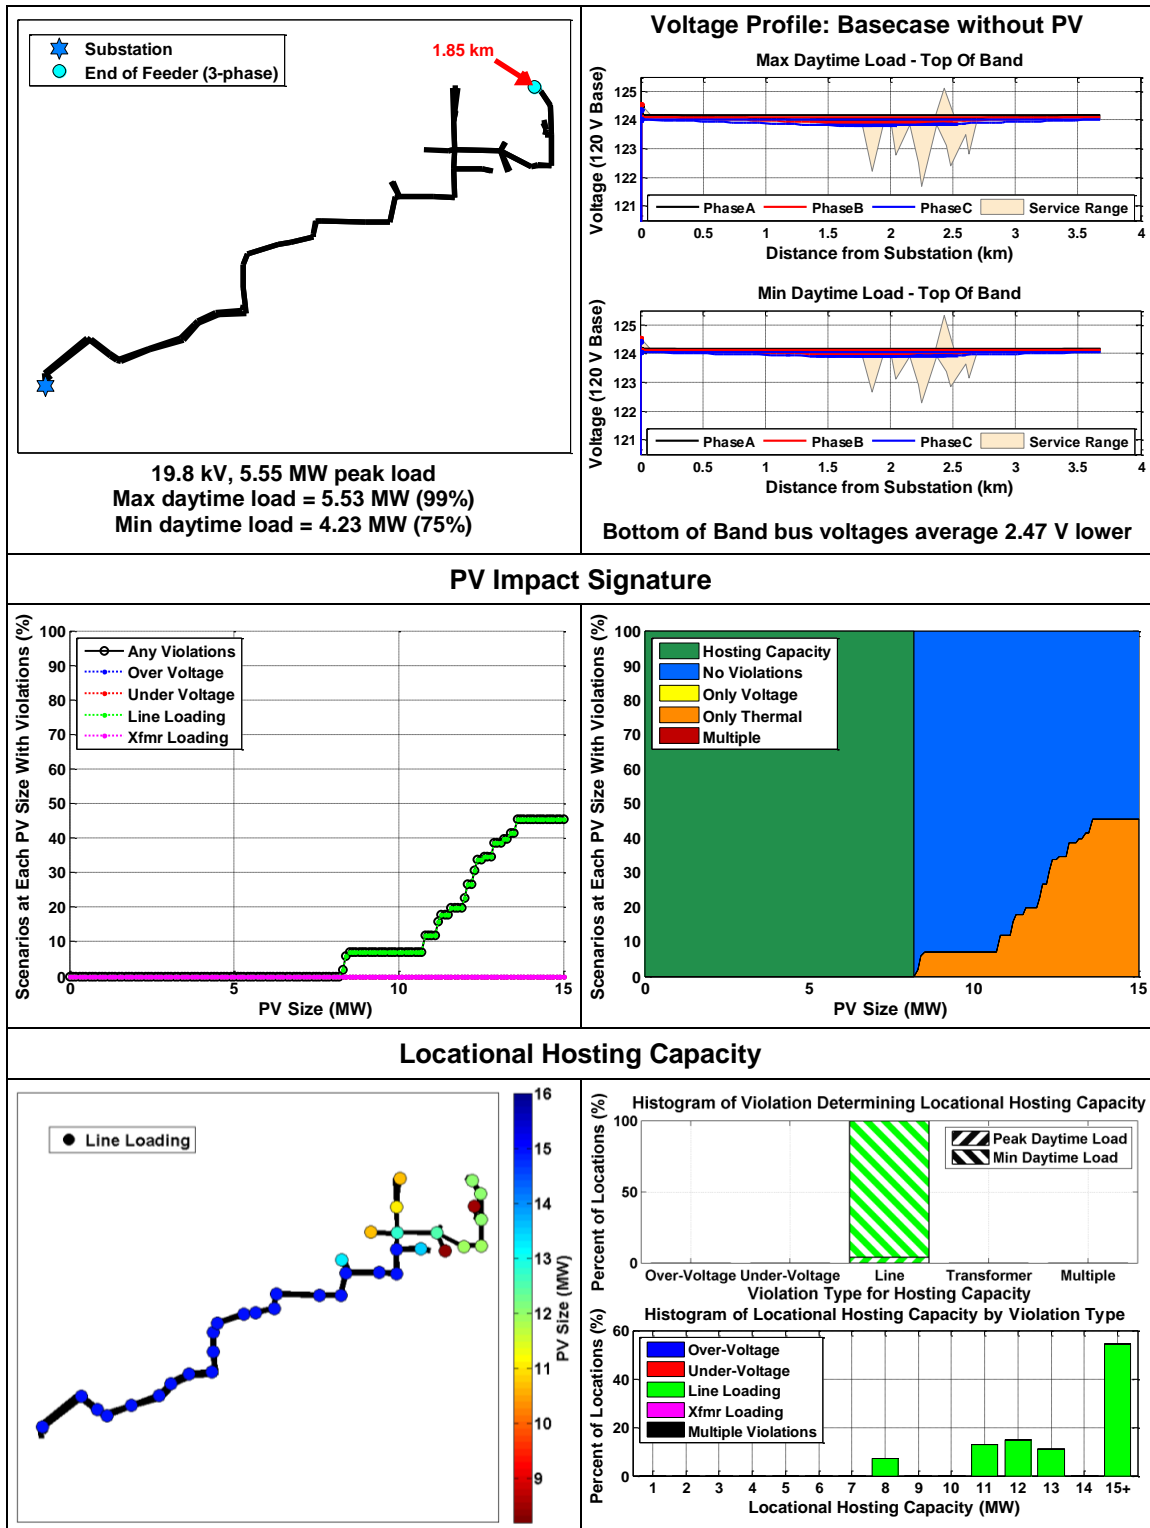 Substation
End of Feeder (3-phase)
1.85 km
19.8 kV, 5.55 MW peak load
Max daytime load = 5.53 MW (99%)
Min daytime load = 4.23 MW (75%)
Voltage Profile: Basecase without PV
Max Daytime Load - Top Of Band
Voltage (120 V Base)
125
124
123
122
121
PhaseA PhaseB PhaseC Service Range
0 0.5 1 1.5 2 2.5 3 3.5 4
Distance from Substation (km)
Min Daytime Load - Top Of Band
Voltage (120 V Base)
125
124
123
122
121
PhaseA PhaseB PhaseC Service Range
0 0.5 1 1.5 2 2.5 3 3.5 4
Distance from Substation (km)
Bottom of Band bus voltages average 2.47 V lower
PV Impact Signature
Scenarios at Each PV Size With Violations (%)
100
90
80
70
60
50
40
30
20
10
0
Any Violations
Over Voltage
Under Voltage
Line Loading
Xfmr Loading
0 5 10 15
PV Size (MW)
Scenarios at Each PV Size With Violations (%)
100
90
80
70
60
50
40
30
20
10
0
Hosting Capacity
No Violations
Only Voltage
Only Thermal
Multiple
0 5 10 15
PV Size (MW)
Locational Hosting Capacity
Line Loading
16
15
14
13
12
11
10
9
PV Size (MW)
Histogram of Violation Determining Locational Hosting Capacity
Percent of Locations (%)
100
50
0
Peak Daytime Load
Min Daytime Load
Over-Voltage Under-Voltage Line Transformer Multiple
Violation Type for Hosting Capacity
Histogram of Locational Hosting Capacity by Violation Type
Percent of Locations (%)
60
40
20
0
Over-Voltage
Under-Voltage
Line Loading
Xfmr Loading
Multiple Violations
1 2 3 4 5 6 7 8 9 10 11 12 13 14 15+
Locational Hosting Capacity (MW)